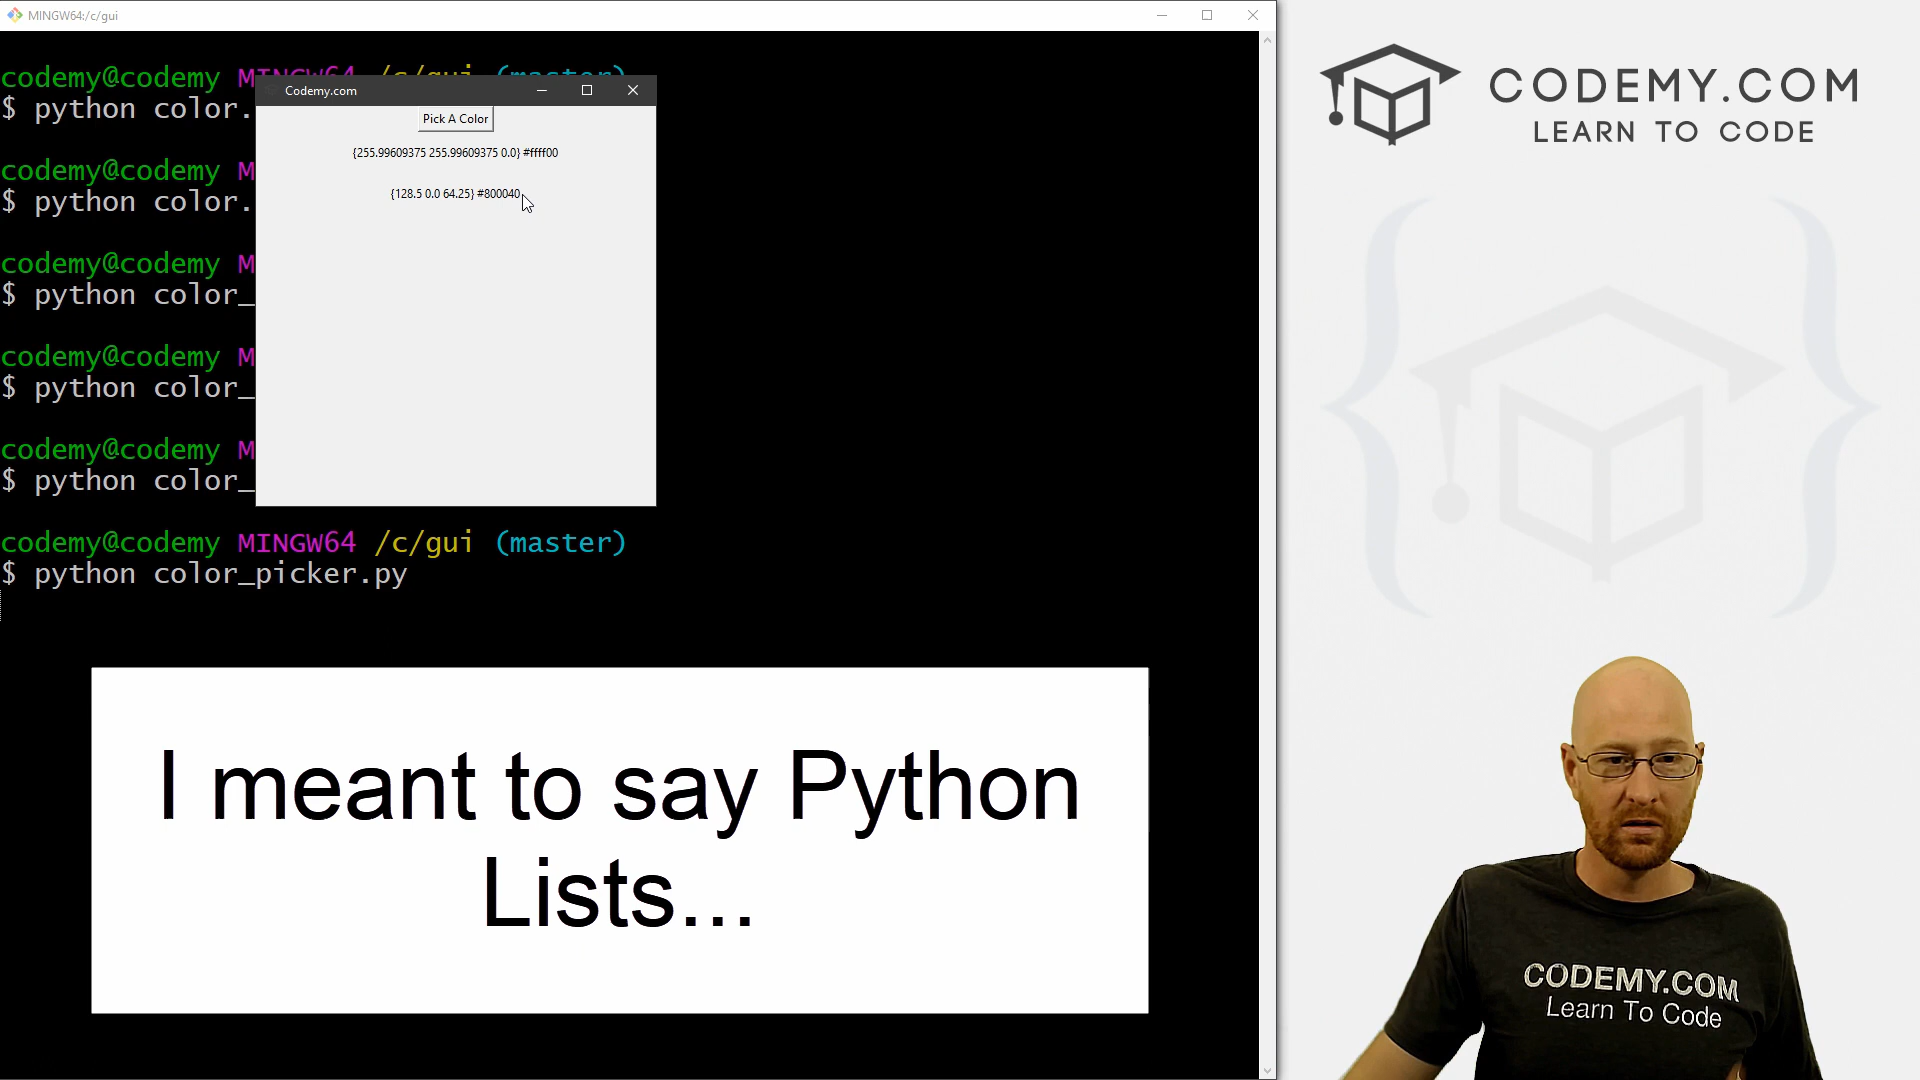 MINGW64:/c/gui
codemy@codemy MINGW64 /c/gui (master)
$ python color.
Codemy.com
Pick A Color
{255.99609375 255.99609375 0.0} #ffff00
{128.5 0.0 64.25} #800040
$ python color.
codemy@codemy M
$ python color_
codemy@codemy M
$ python color_
codemy@codemy M
$ python color_
codemy@codemy MINGW64 /c/gui (master)
$ python color_picker.py
I meant to say Python
Lists...
CODEMY.COM
LEARN TO CODE
CODEMY.COM
Learn To Code